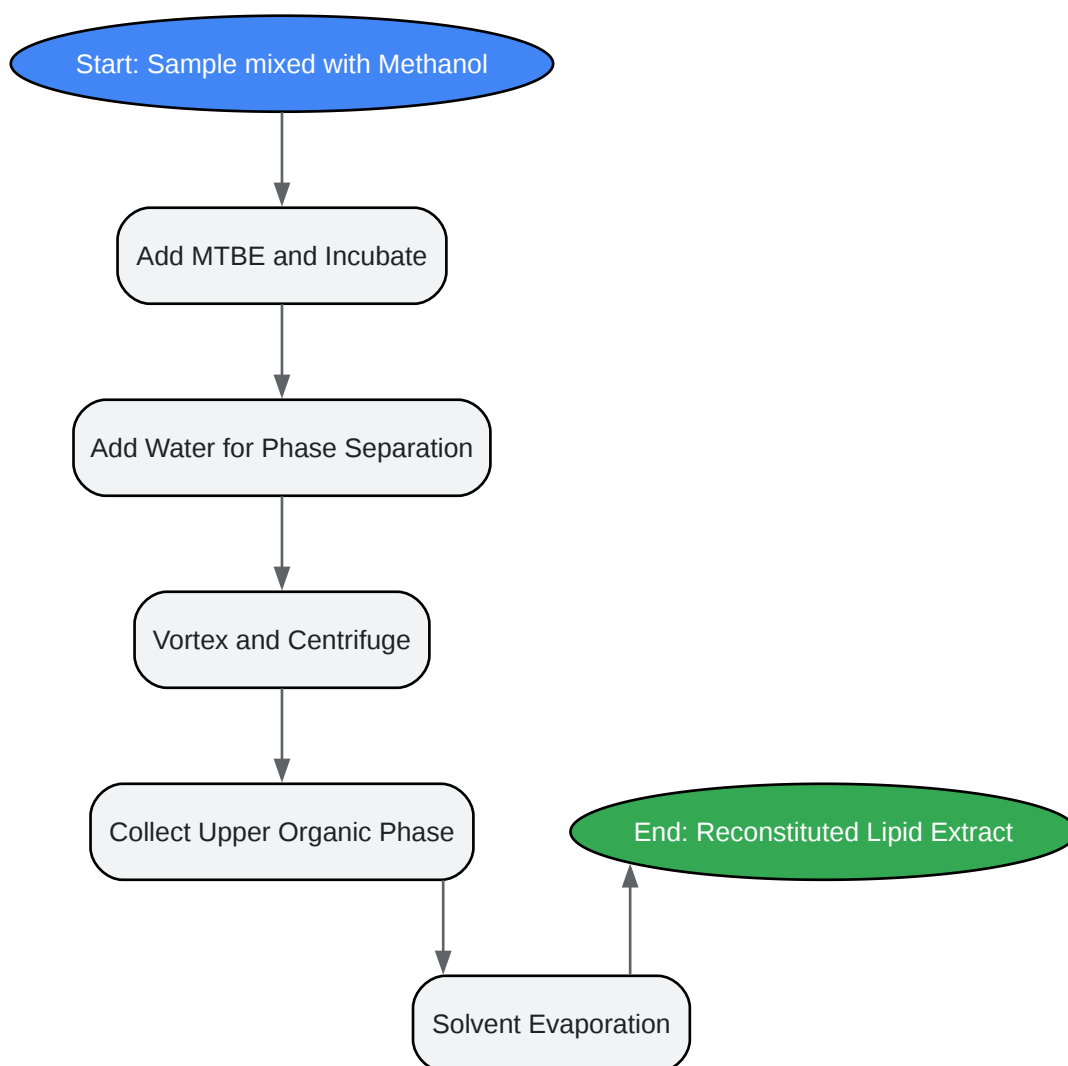 Start: Sample mixed with Methanol
Add MTBE and Incubate
Add Water for Phase Separation
Vortex and Centrifuge
Collect Upper Organic Phase
Solvent Evaporation
End: Reconstituted Lipid Extract